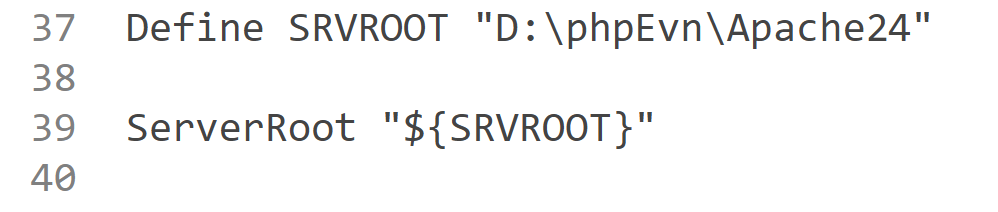 37 Define SRVROOT "D:\phpEvn\Apache24"
38
39 ServerRoot "${SRVROOT}"
40